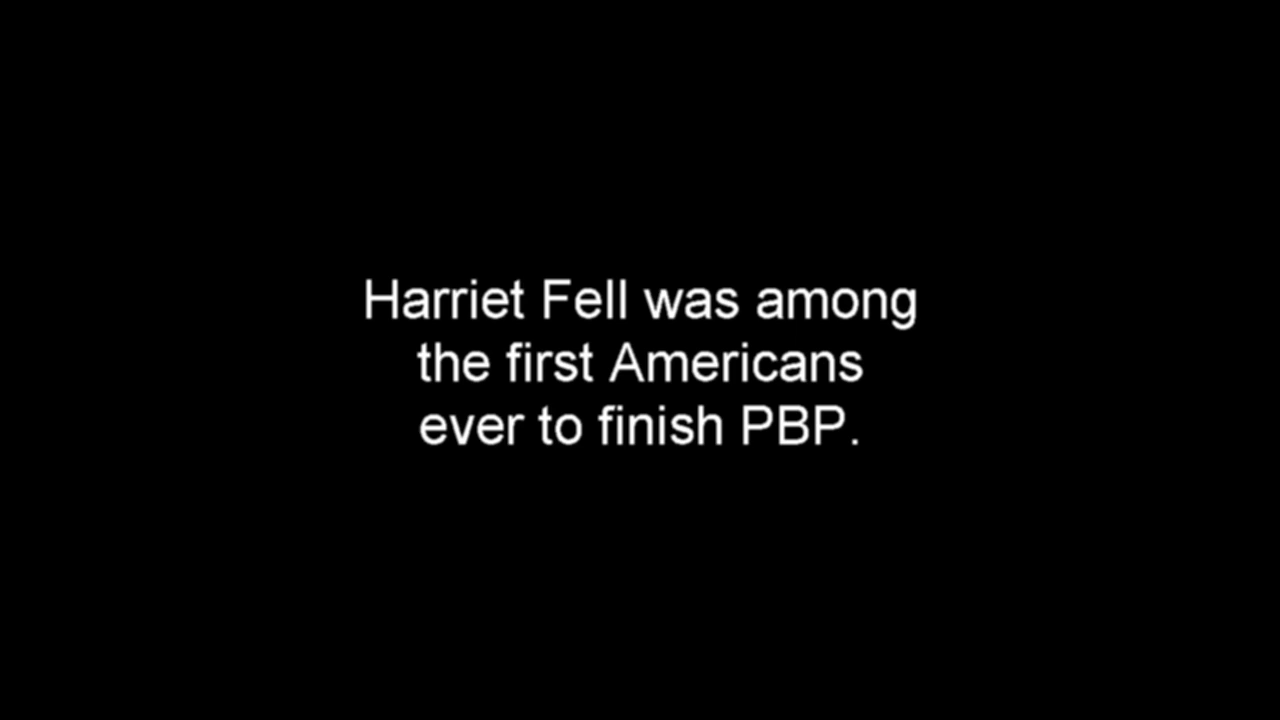 Harriet Fell was among
the first Americans
ever to finish PBP.